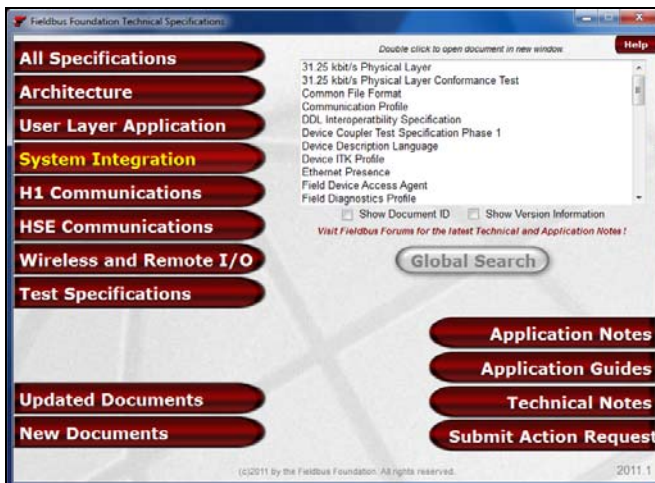 Fieldbus Foundation Technical Specifications
Help
Double click to open document in new window.
All Specifications
Architecture
User Layer Application
System Integration
H1 Communications
HSE Communications
Wireless and Remote I/O
Test Specifications
Updated Documents
New Documents
31.25 kbit/s Physical Layer
31.25 kbit/s Physical Layer Conformance Test
Common File Format
Communication Profile
DDL Interoperatbility Specification
Device Coupler Test Specification Phase 1
Device Description Language
Device ITK Profile
Ethernet Presence
Field Device Access Agent
Field Diagnostics Profile
Show Document ID
Show Version Information
Visit Fieldbus Forums for the latest Technical and Application Notes !
Global Search
Application Notes
Application Guides
Technical Notes
Submit Action Request
(c)2011 by the Fieldbus Foundation. All rights reserved.
2011.1